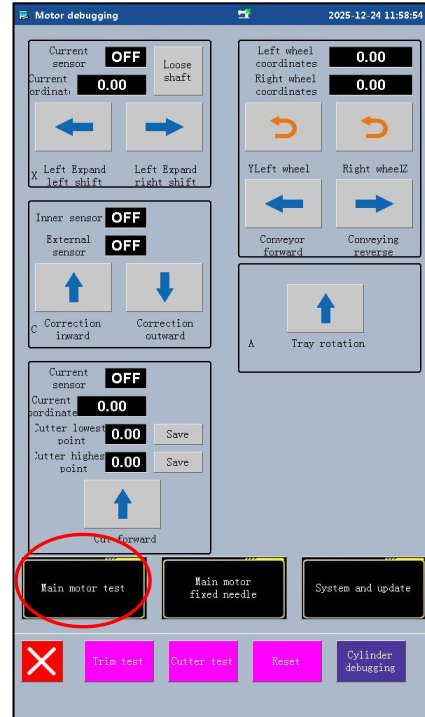 Motor debugging
2025-12-24 11:58:54
Current
sensor
OFF
Loose
shaft
Current
ordinat
0.00
X
Left Expand
left shift
Left Expand
right shift
Inner sensor
OFF
External
sensor
OFF
C
Correction
inward
Correction
outward
Current
sensor
OFF
Current
oordinate
0.00
Cutter lowest
point
0.00
Save
Cutter highes
point
0.00
Save
Cut forward
Left wheel
coordinates
0.00
Right wheel
coordinates
0.00
YLeft wheel
Right wheelZ
Conveyor
forward
Conveying
reverse
A
Tray rotation
Main motor test
Main motor
fixed needle
System and update
Trim test
Cutter test
Reset
Cylinder
debugging